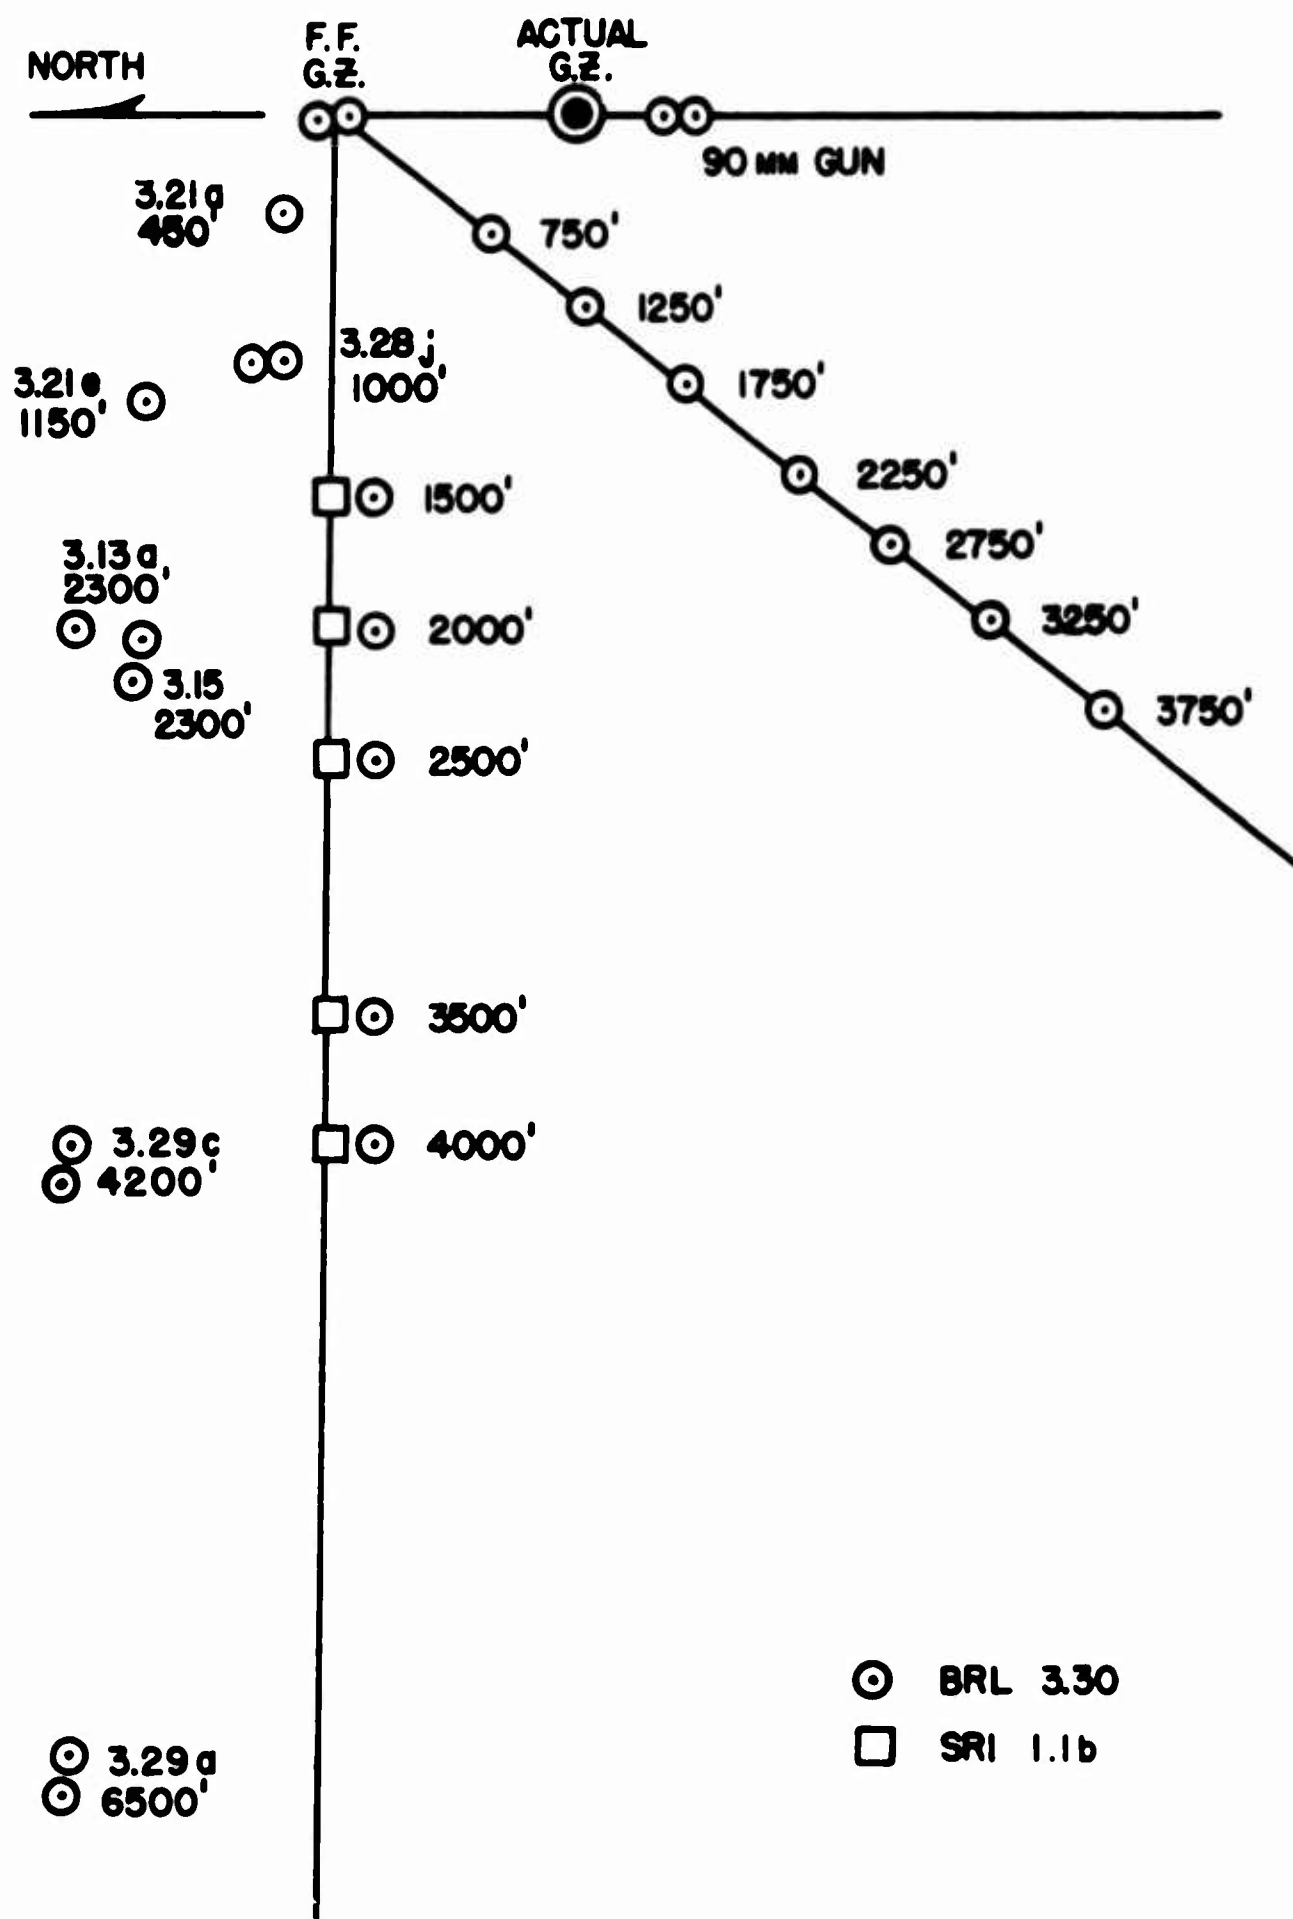 NORTH
F.F.
G.Z.
ACTUAL
G.Z.
90 MM GUN
3.21a
450'
750'
1250'
3.28 j
1000'
3.21e
1150'
1750'
2250'
1500'
2750'
3.13a
2300'
2000'
3250'
3.15
2300'
3750'
2500'
3500'
3.29c
4200'
4000'
BRL 3.30
SRI 1.1b
3.29a
6500'